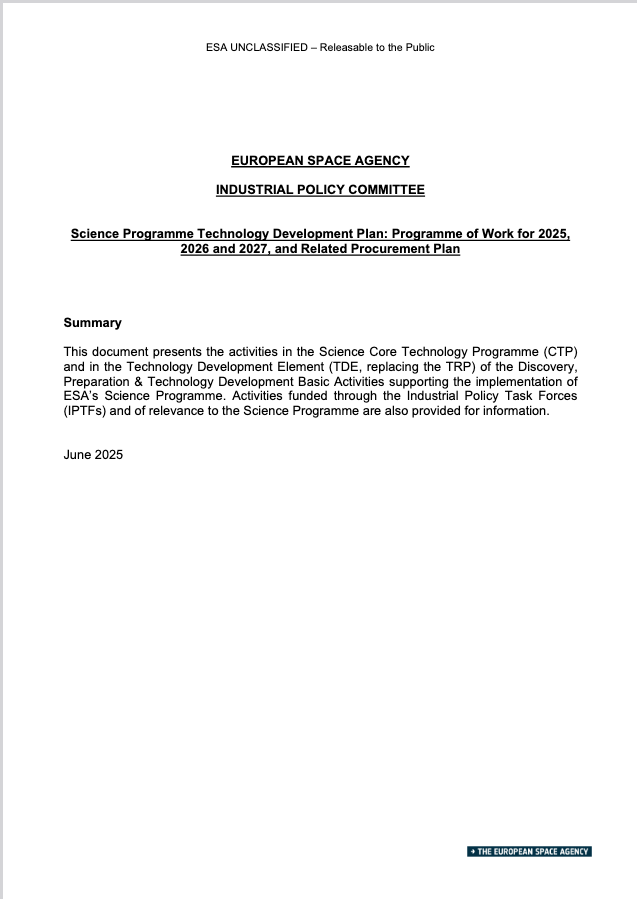 ESA UNCLASSIFIED – Releasable to the Public
EUROPEAN SPACE AGENCY
INDUSTRIAL POLICY COMMITTEE
Science Programme Technology Development Plan: Programme of Work for 2025,
2026 and 2027, and Related Procurement Plan
Summary
This document presents the activities in the Science Core Technology Programme (CTP)
and in the Technology Development Element (TDE, replacing the TRP) of the Discovery,
Preparation & Technology Development Basic Activities supporting the implementation of
ESA’s Science Programme. Activities funded through the Industrial Policy Task Forces
(IPTFs) and of relevance to the Science Programme are also provided for information.
June 2025
→ THE EUROPEAN SPACE AGENCY